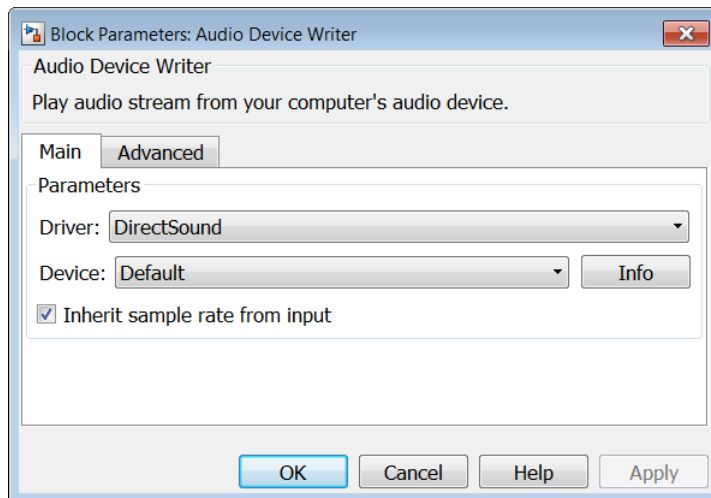 Block Parameters: Audio Device Writer
Audio Device Writer
Play audio stream from your computer's audio device.
Main Advanced
Parameters
Driver: DirectSound
Device: Default Info
Inherit sample rate from input
OK Cancel Help Apply